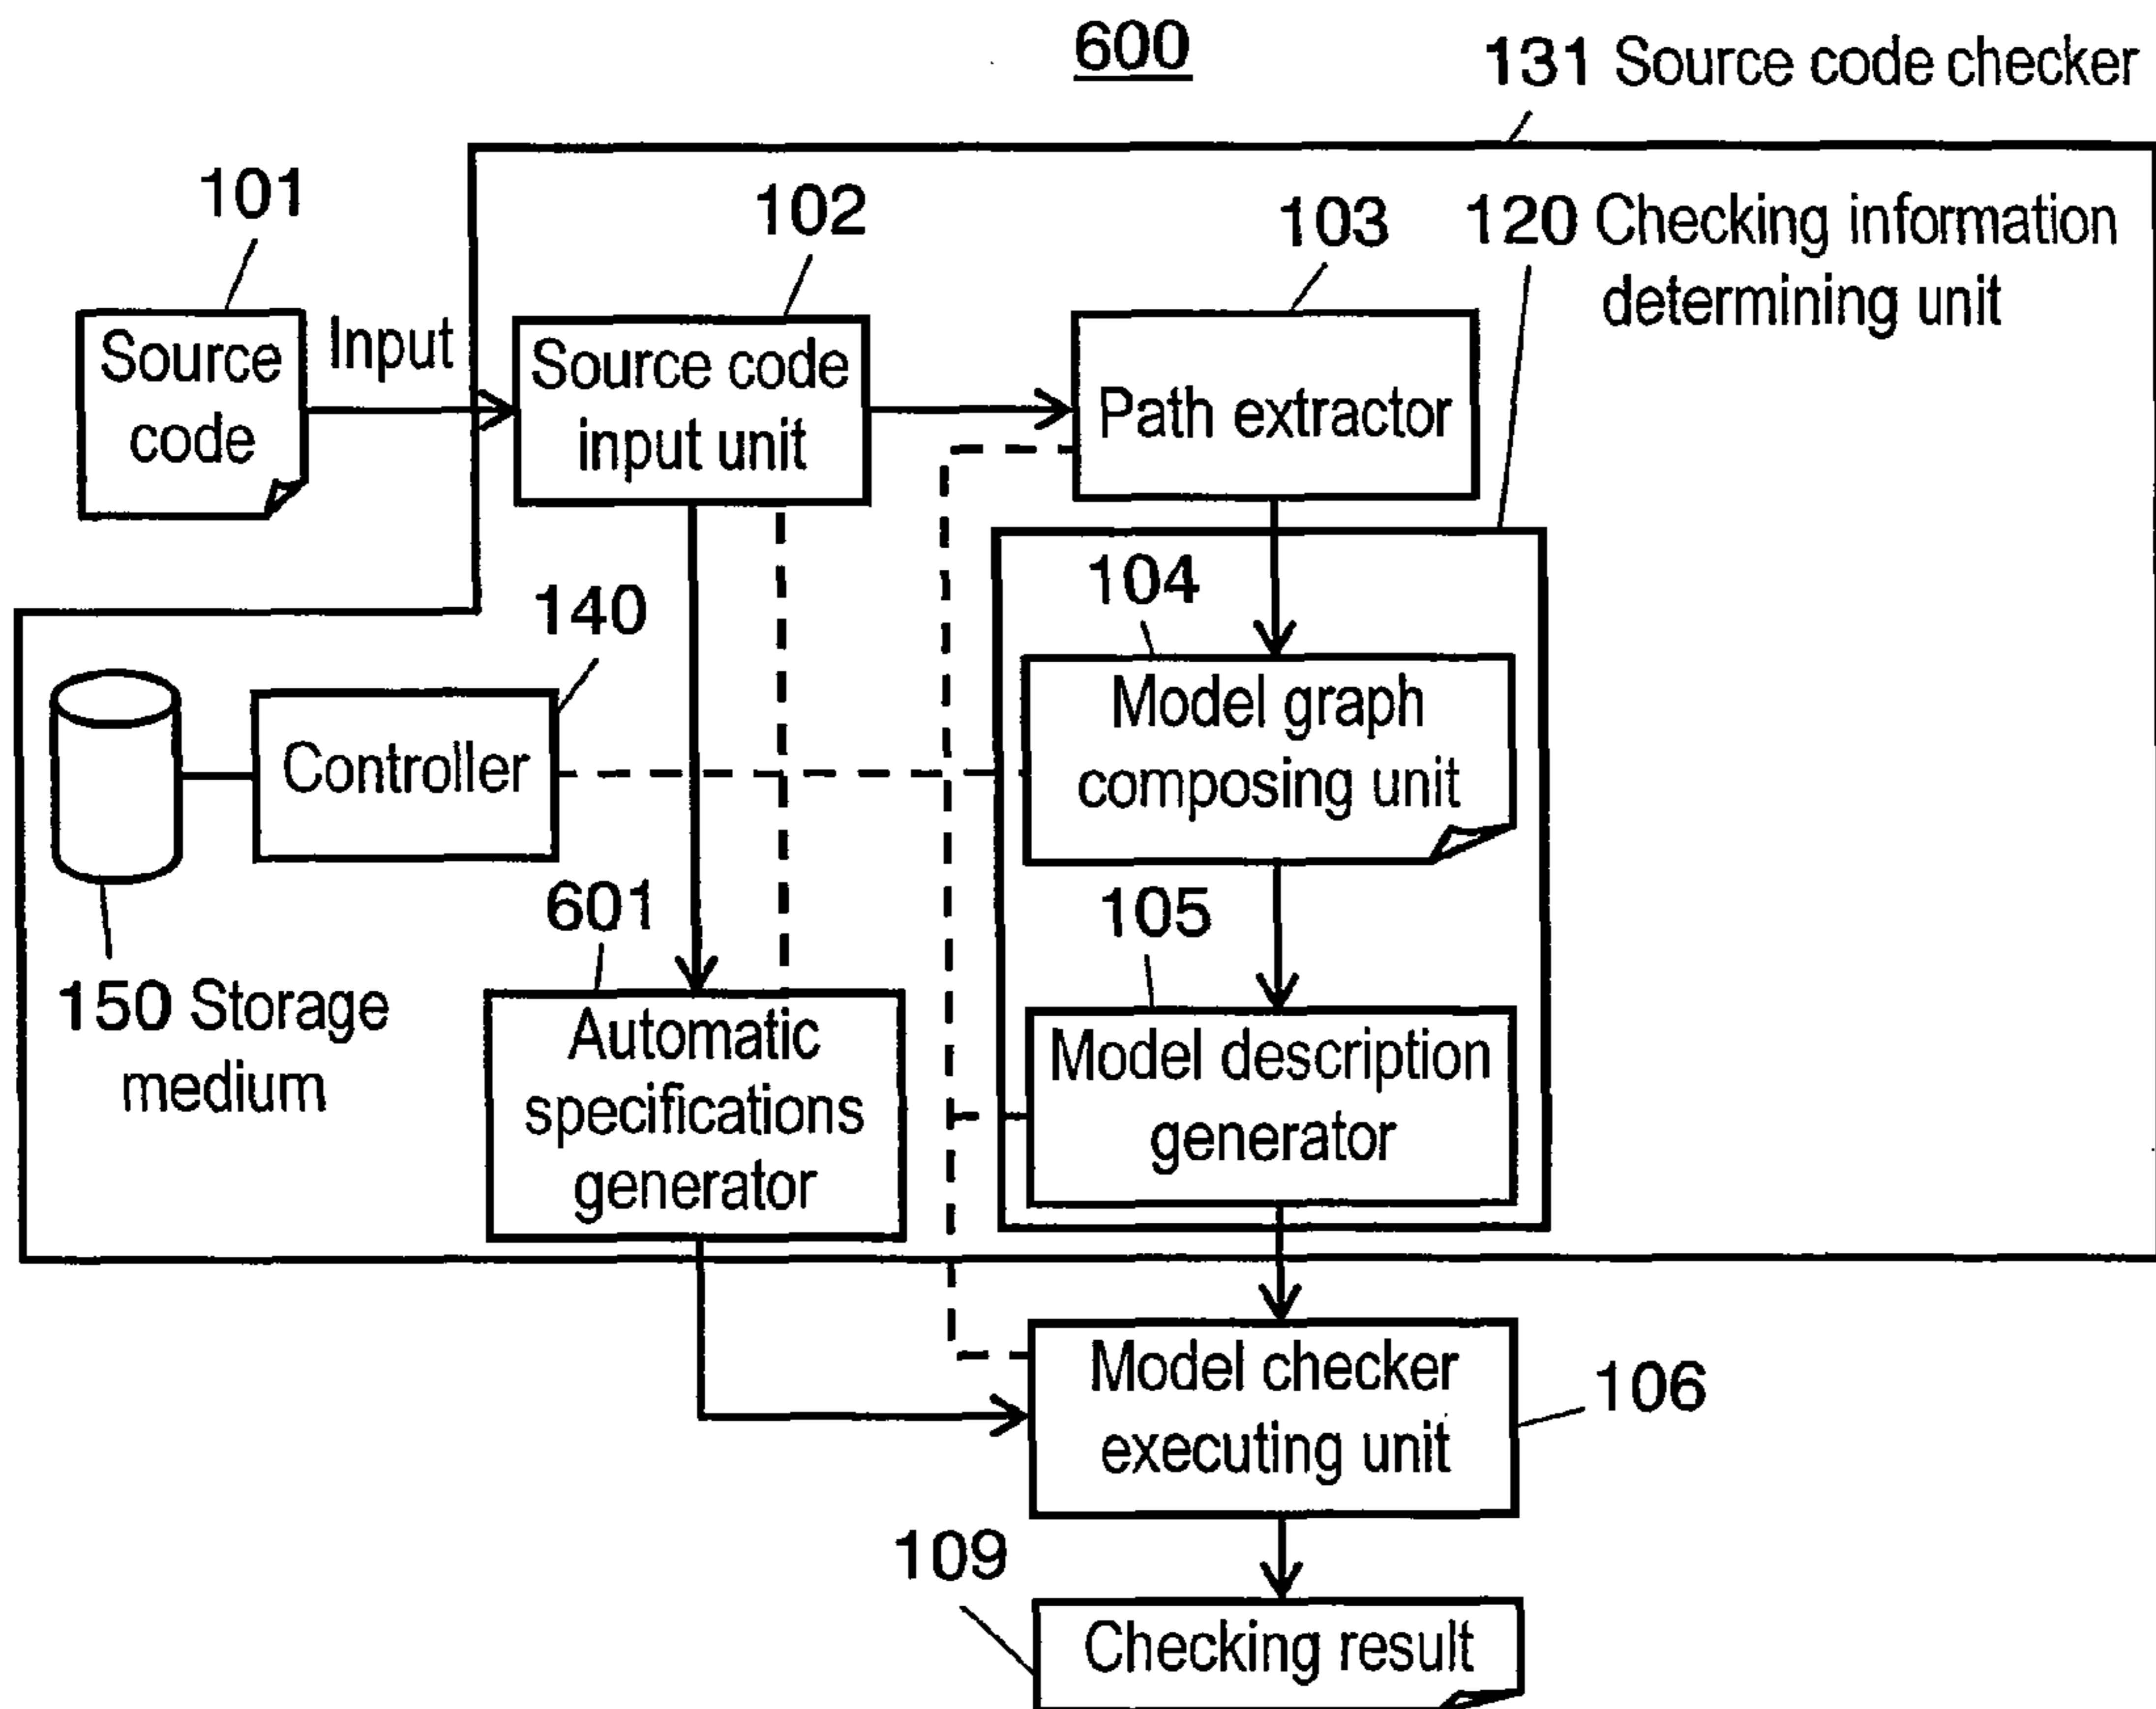 600
131 Source code checker
101
102
103
120 Checking information
determining unit
Source
code
Input
Source code
input unit
Path extractor
104
140
Model graph
composing unit
Controller
601
105
150 Storage
medium
Automatic
specifications
generator
Model description
generator
Model checker
executing unit
106
109
Checking result